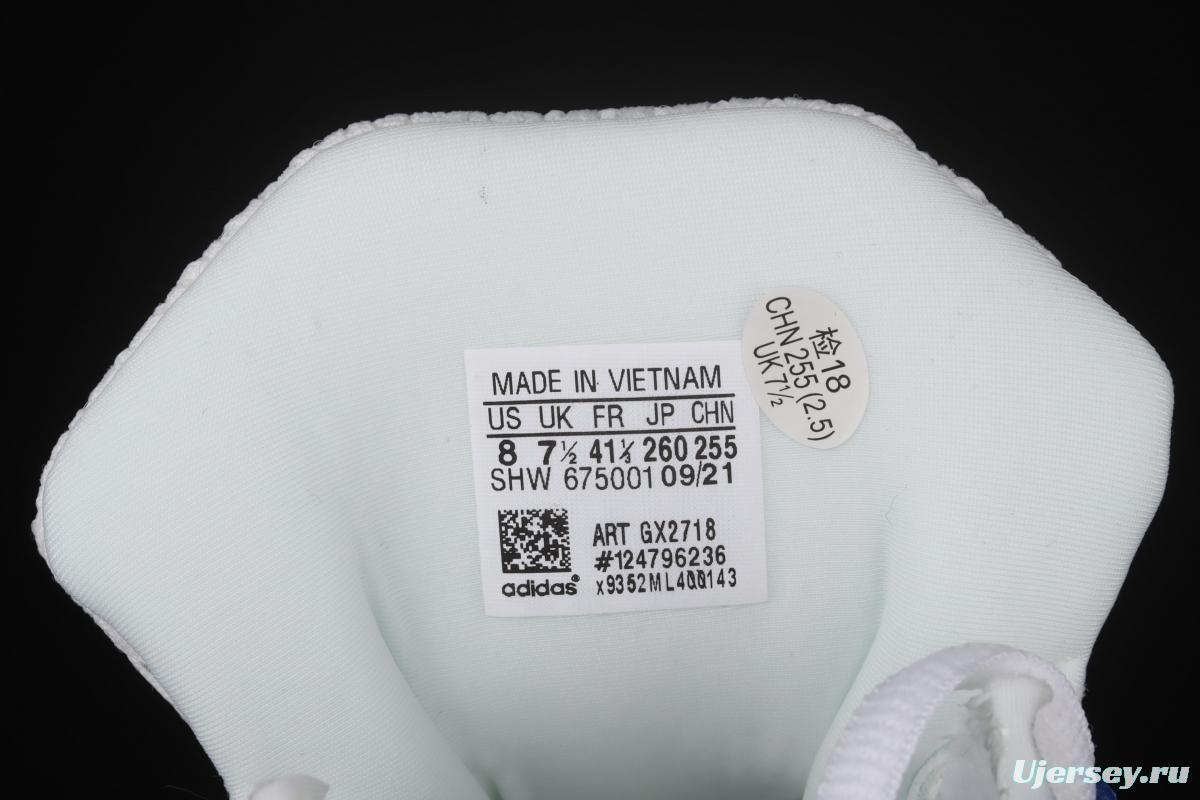 MADE IN VIETNAM
US UK FR JP CHN
8 7½ 41⅓ 260 255
SHW 675001 09/21
ART GX2718
#124796236
adidas® x9352ML400143
检18
CHN 255 (2.5)
UK 7½
Ujersey.ru